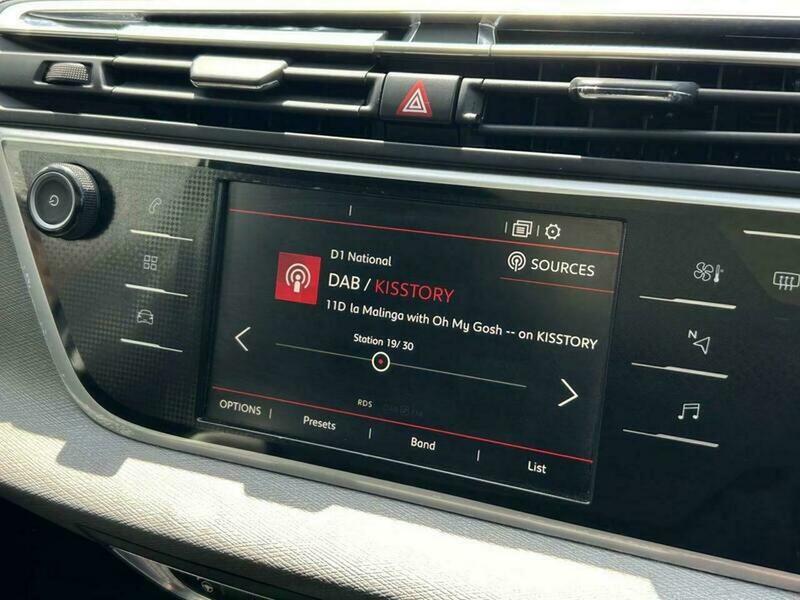 SOURCES
D1 National
DAB / KISSTORY
11D la Malinga with Oh My Gosh -- on KISSTORY
Station 19/30
RDS
OPTIONS | Presets | Band | List
N